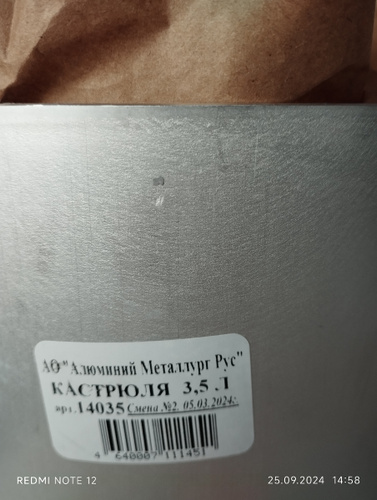 АО "Алюминий Металлург Рус"
КАСТРЮЛЯ 3,5 Л
арт. 14035 Смена №2. 05.03.2024г.
4 640007 111451
REDMI NOTE 12 25.09.2024 14:58